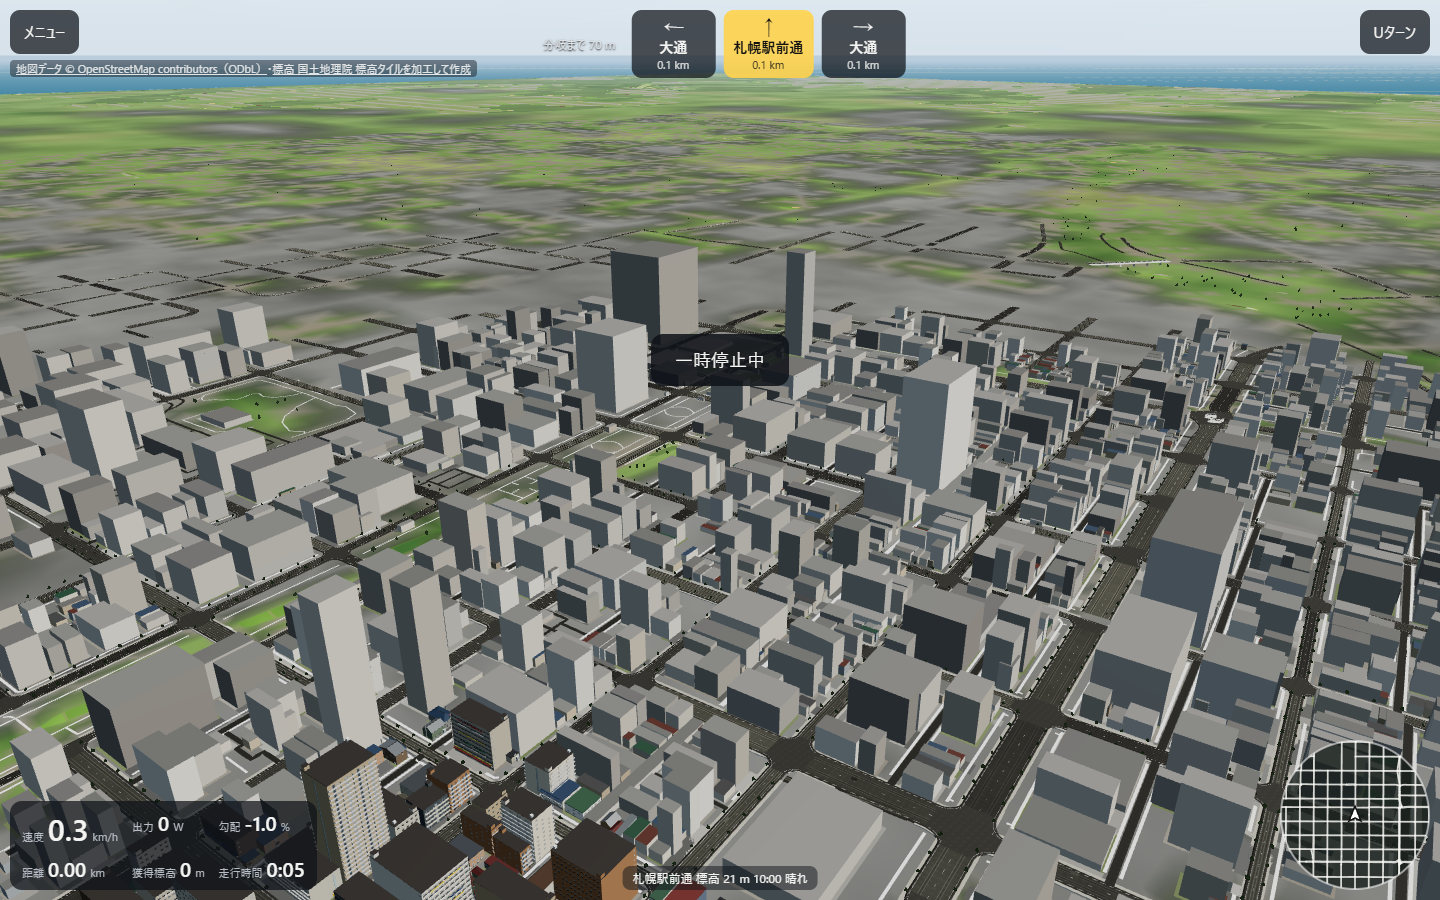 メニュー
地図データ © OpenStreetMap contributors（ODbL）・標高 国土地理院 標高タイルを加工して作成
分岐まで 70 m
←
大通
0.1 km
↑
札幌駅前通
0.1 km
→
大通
0.1 km
Uターン
一時停止中
速度 0.3 km/h 出力 0 W 勾配 -1.0 %
距離 0.00 km 獲得標高 0 m 走行時間 0:05
札幌駅前通 標高 21 m 10:00 晴れ